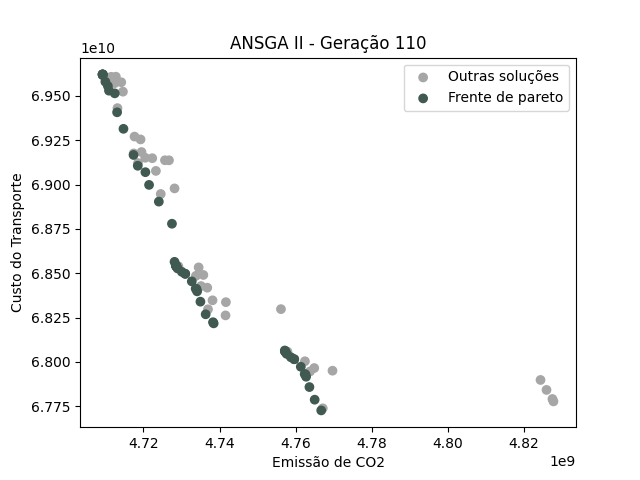 ANSGA II - Geração 110
1e10
Outras soluções
Frente de pareto
6.950
6.925
6.900
6.875
6.850
6.825
6.800
6.775
Custo do Transporte
4.72 4.74 4.76 4.78 4.80 4.82
Emissão de CO2
1e9